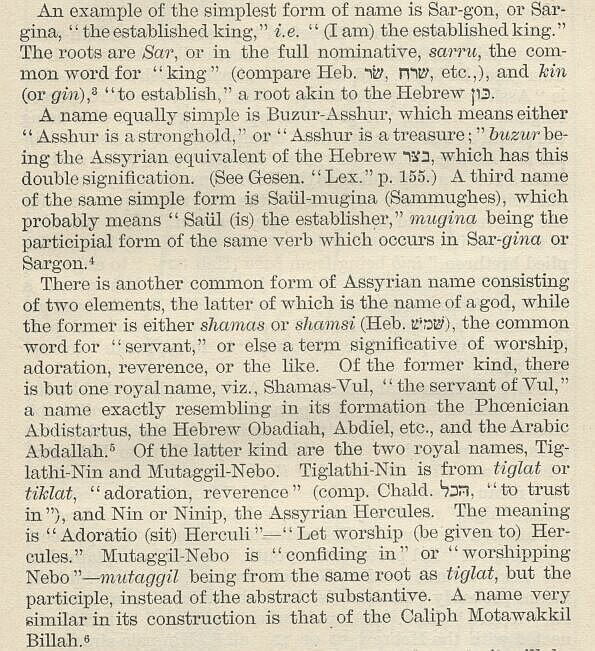 An example of the simplest form of name is Sar-gon, or Sar-
gina, "the established king," i.e. "(I am) the established king."
The roots are Sar, or in the full nominative, sarru, the com-
mon word for "king" (compare Heb. שׂר, שׂרה, etc.,), and kin
(or gin),³ "to establish," a root akin to the Hebrew כון.
A name equally simple is Buzur-Asshur, which means either
"Asshur is a stronghold," or "Asshur is a treasure;" buzur be-
ing the Assyrian equivalent of the Hebrew בצר, which has this
double signification. (See Gesen. "Lex." p. 155.) A third name
of the same simple form is Saül-mugina (Sammughes), which
probably means "Saül (is) the establisher," mugina being the
participial form of the same verb which occurs in Sar-gina or
Sargon.⁴
There is another common form of Assyrian name consisting
of two elements, the latter of which is the name of a god, while
the former is either shamas or shamsi (Heb. שמש), the common
word for "servant," or else a term significative of worship,
adoration, reverence, or the like. Of the former kind, there
is but one royal name, viz., Shamas-Vul, "the servant of Vul,"
a name exactly resembling in its formation the Phœnician
Abdistartus, the Hebrew Obadiah, Abdiel, etc., and the Arabic
Abdallah.⁵ Of the latter kind are the two royal names, Tig-
lathi-Nin and Mutaggil-Nebo. Tiglathi-Nin is from tiglat or
tiklat, "adoration, reverence" (comp. Chald. הכל, "to trust
in"), and Nin or Ninip, the Assyrian Hercules. The meaning
is "Adoratio (sit) Herculi"—"Let worship (be given to) Her-
cules." Mutaggil-Nebo is "confiding in" or "worshipping
Nebo"—mutaggil being from the same root as tiglat, but the
participle, instead of the abstract substantive. A name very
similar in its construction is that of the Caliph Motawakkil
Billah.⁶